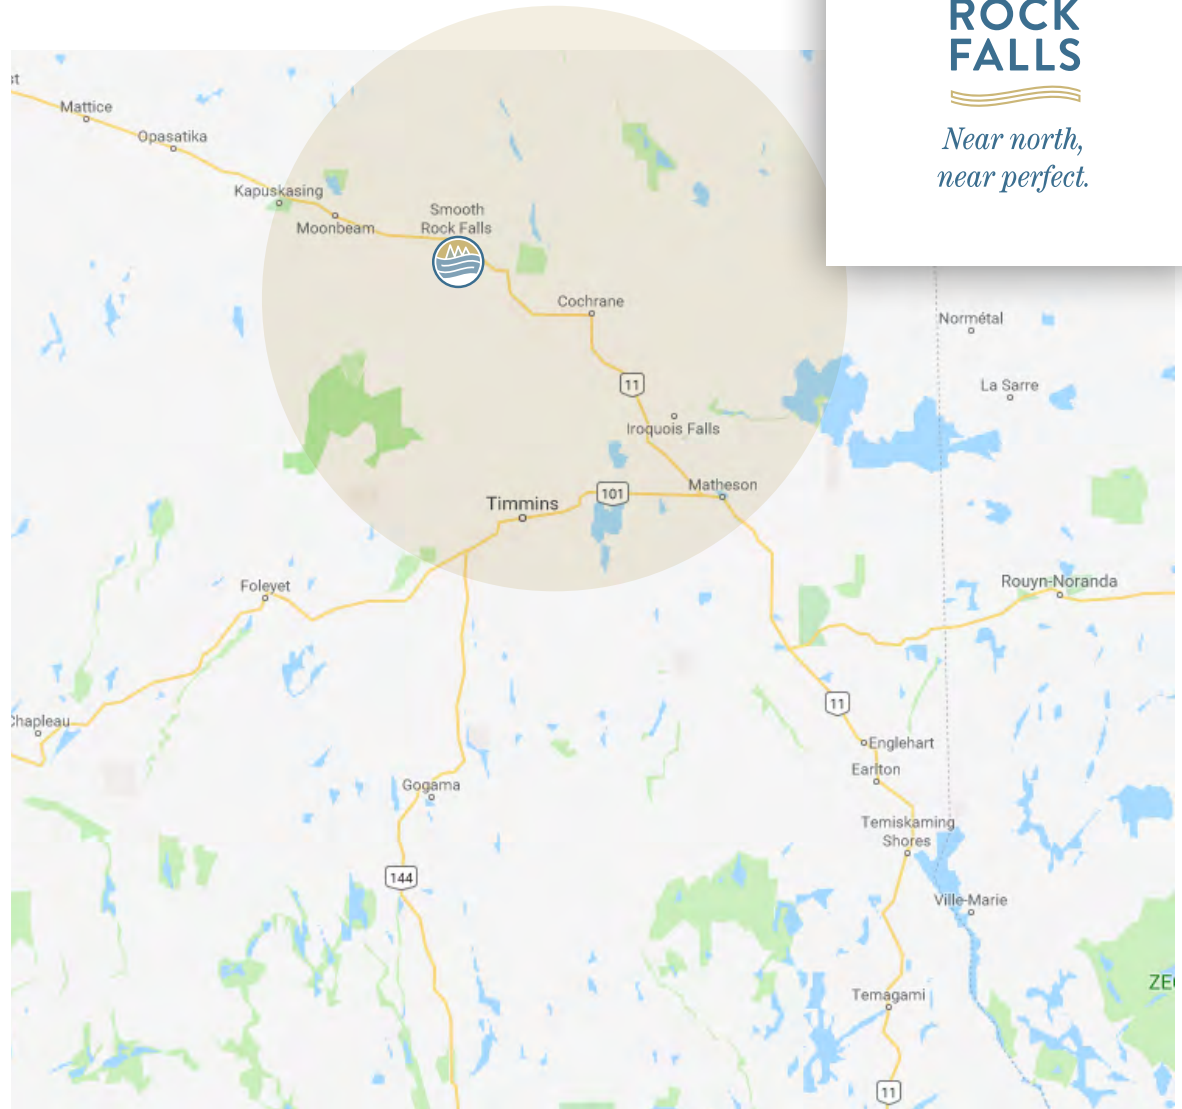 ROCK
FALLS
Near north,
near perfect.
st
Mattice
Opasatika
Kapuskasing
Moonbeam
Smooth
Rock Falls
Cochrane
Normétal
11
La Sarre
Iroquois Falls
Matheson
101
Timmins
Foleyet
Rouyn-Noranda
11
Chapleau
Englehart
Earlton
Gogama
Temiskaming
Shores
144
Ville-Marie
ZE
Temagami
11